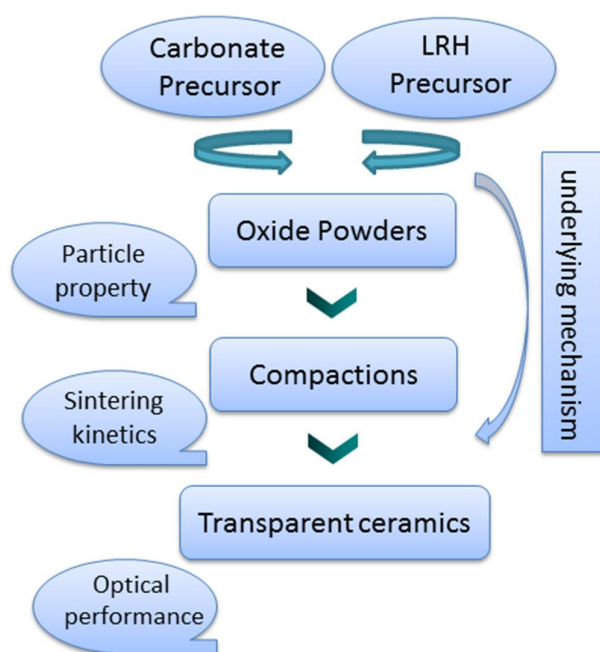 Carbonate
Precursor
LRH
Precursor
Oxide Powders
Particle
property
underlying mechanism
Compactions
Sintering
kinetics
Transparent ceramics
Optical
performance